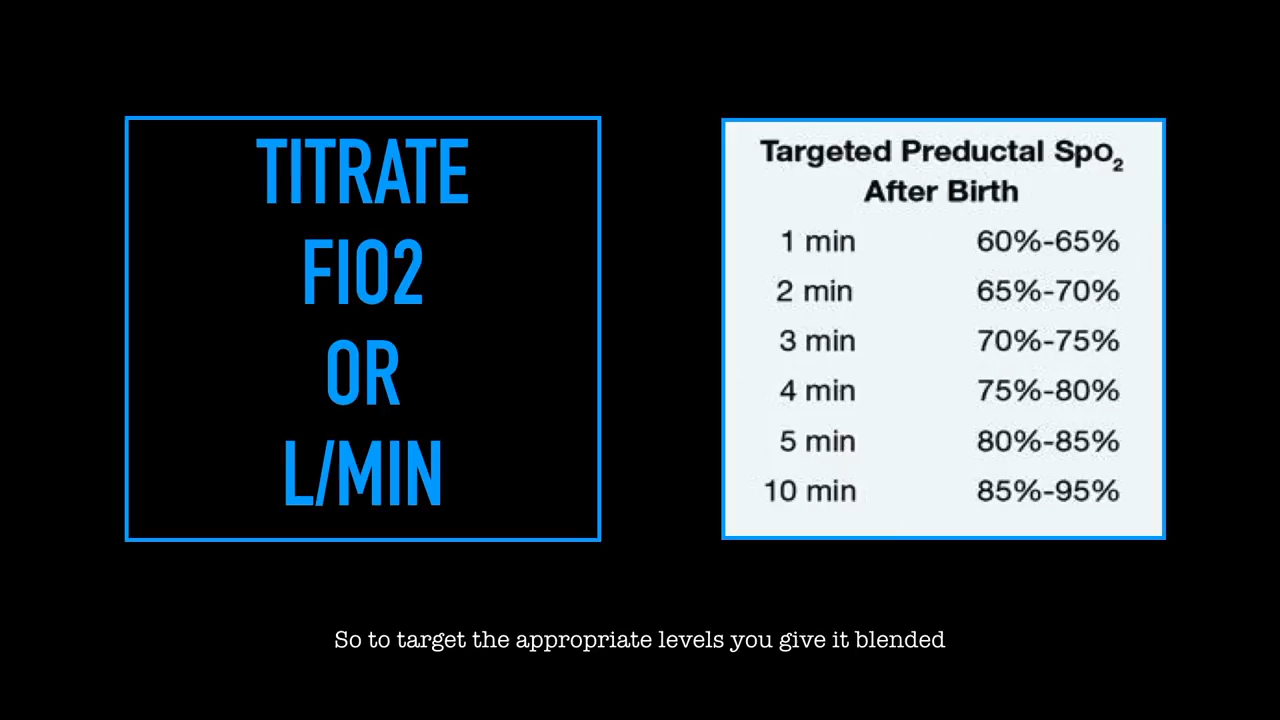 TITRATE
FIO2
OR
L/MIN
Targeted Preductal Spo₂
After Birth
1 min 60%-65%
2 min 65%-70%
3 min 70%-75%
4 min 75%-80%
5 min 80%-85%
10 min 85%-95%
So to target the appropriate levels you give it blended